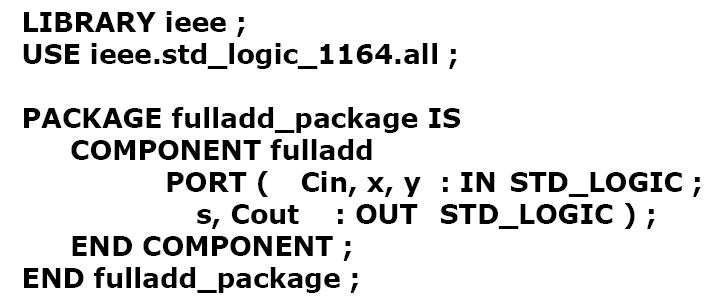 LIBRARY ieee ;
USE ieee.std_logic_1164.all ;
PACKAGE fulladd_package IS
COMPONENT fulladd
PORT ( Cin, x, y : IN STD_LOGIC ;
s, Cout : OUT STD_LOGIC ) ;
END COMPONENT ;
END fulladd_package ;